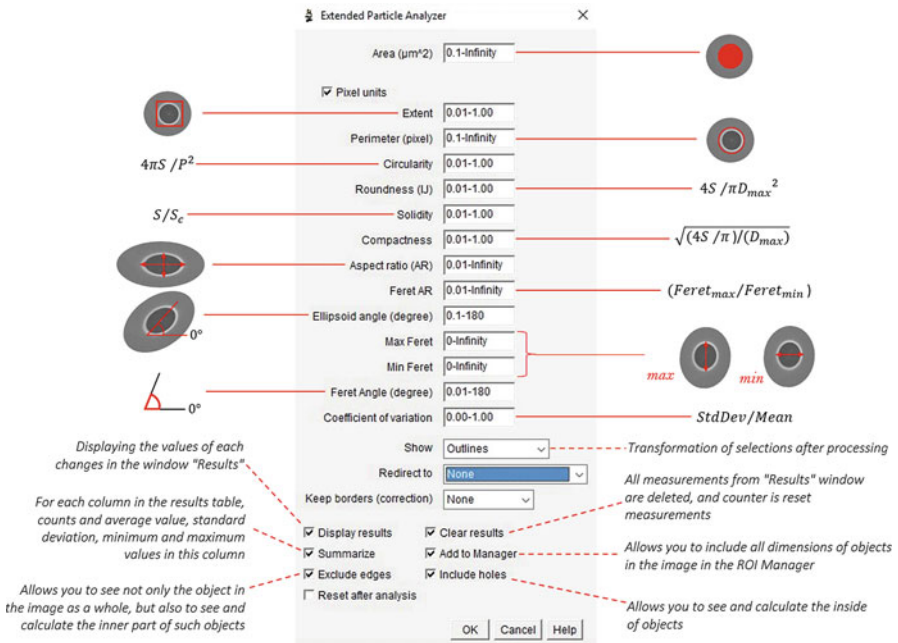 Extended Particle Analyzer
Area (µm^2) 0.1-Infinity
Pixel units
Extent 0.01-1.00
Perimeter (pixel) 0.1-Infinity
4πS /P² Circularity 0.01-1.00
Roundness (IJ) 0.01-1.00 4S /πDmax²
S/Sc Solidity 0.01-1.00
Compactness 0.01-1.00 √(4S /π)/(Dmax)
Aspect ratio (AR) 0.01-Infinity
Feret AR 0.01-Infinity (Feretmax/Feretmin )
0°
Ellipsoid angle (degree) 0.1-180
Max Feret 0-Infinity
Min Feret 0-Infinity
max min
Feret Angle (degree) 0.01-180
0°
Coefficient of variation 0.00-1.00 StdDev/Mean
Displaying the values of each
changes in the window "Results"
Show Outlines
Transformation of selections after processing
Redirect to None
Keep borders (correction) None
All measurements from "Results" window
are deleted, and counter is reset
measurements
For each column in the results table,
counts and average value, standard
deviation, minimum and maximum
values in this column
Display results Clear results
Summarize Add to Manager
Exclude edges Include holes
Reset after analysis
Allows you to include all dimensions of objects
in the image in the ROI Manager
Allows you to see not only the object in
the image as a whole, but also to see and
calculate the inner part of such objects
Allows you to see and calculate the inside
of objects
OK Cancel Help